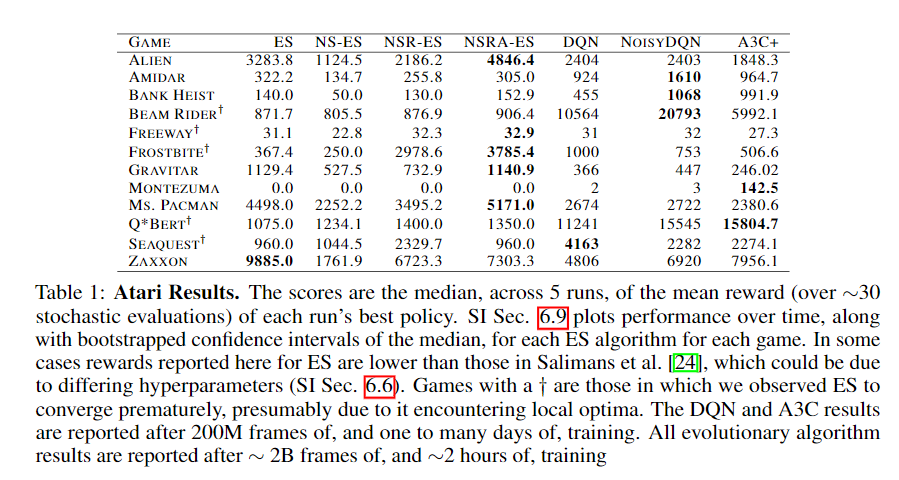 GAME ES NS-ES NSR-ES NSRA-ES DQN NOISYDQN A3C+
ALIEN 3283.8 1124.5 2186.2 4846.4 2404 2403 1848.3
AMIDAR 322.2 134.7 255.8 305.0 924 1610 964.7
BANK HEIST 140.0 50.0 130.0 152.9 455 1068 991.9
BEAM RIDER† 871.7 805.5 876.9 906.4 10564 20793 5992.1
FREEWAY† 31.1 22.8 32.3 32.9 31 32 27.3
FROSTBITE† 367.4 250.0 2978.6 3785.4 1000 753 506.6
GRAVITAR 1129.4 527.5 732.9 1140.9 366 447 246.02
MONTEZUMA 0.0 0.0 0.0 0.0 2 3 142.5
MS. PACMAN 4498.0 2252.2 3495.2 5171.0 2674 2722 2380.6
Q*BERT† 1075.0 1234.1 1400.0 1350.0 11241 15545 15804.7
SEAQUEST† 960.0 1044.5 2329.7 960.0 4163 2282 2274.1
ZAXXON 9885.0 1761.9 6723.3 7303.3 4806 6920 7956.1
Table 1: Atari Results. The scores are the median, across 5 runs, of the mean reward (over ∼30
stochastic evaluations) of each run's best policy. SI Sec. 6.9 plots performance over time, along
with bootstrapped confidence intervals of the median, for each ES algorithm for each game. In some
cases rewards reported here for ES are lower than those in Salimans et al. [24], which could be due
to differing hyperparameters (SI Sec. 6.6). Games with a † are those in which we observed ES to
converge prematurely, presumably due to it encountering local optima. The DQN and A3C results
are reported after 200M frames of, and one to many days of, training. All evolutionary algorithm
results are reported after ∼ 2B frames of, and ∼2 hours of, training